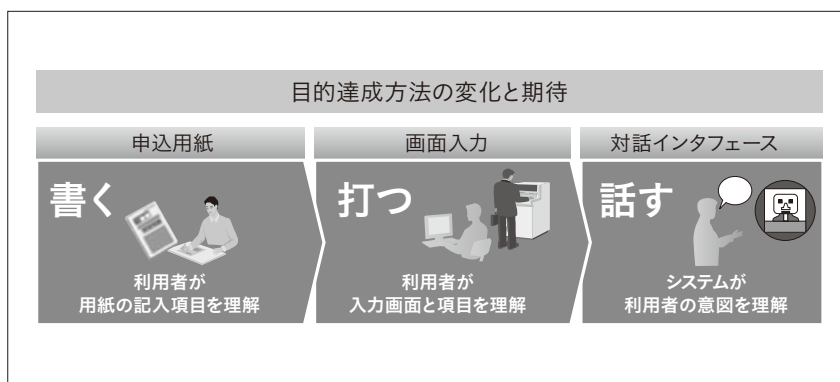 目的達成方法の変化と期待
申込用紙
書く
利用者が
用紙の記入項目を理解
画面入力
打つ
利用者が
入力画面と項目を理解
対話インタフェース
話す
システムが
利用者の意図を理解